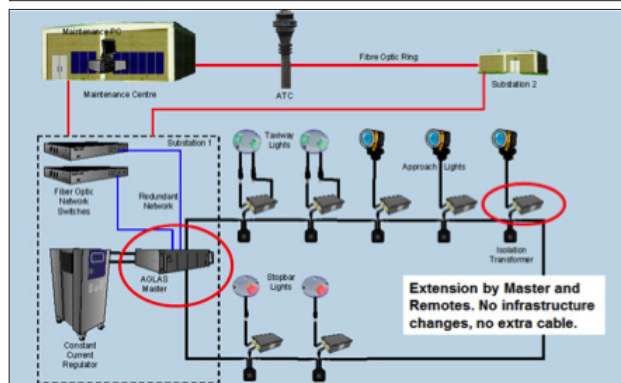 Maintenance PC
Maintenance Centre
ATC
Fibre Optic Ring
Substation 2
Substation 1
Fiber Optic
Network
Switches
Redundant
Network
AGLAS
Master
Constant
Current
Regulator
Taxiway
Lights
Approach Lights
Isolation
Transformer
Stopbar
Lights
Extension by Master and
Remotes. No infrastructure
changes, no extra cable.